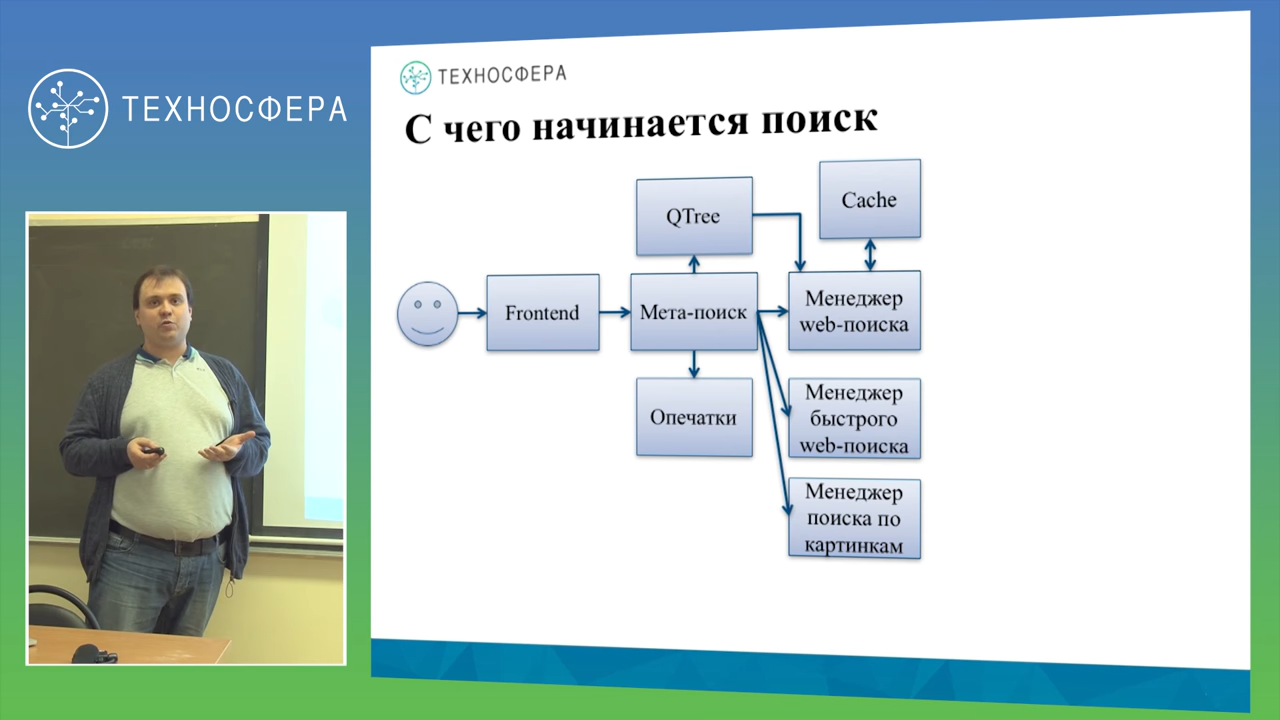 ТЕХНОСФЕРА
ТЕХНОСФЕРА
С чего начинается поиск
QTree
Cache
Frontend
Мета-поиск
Менеджер
web-поиска
Опечатки
Менеджер
быстрого
web-поиска
Менеджер
поиска по
картинкам